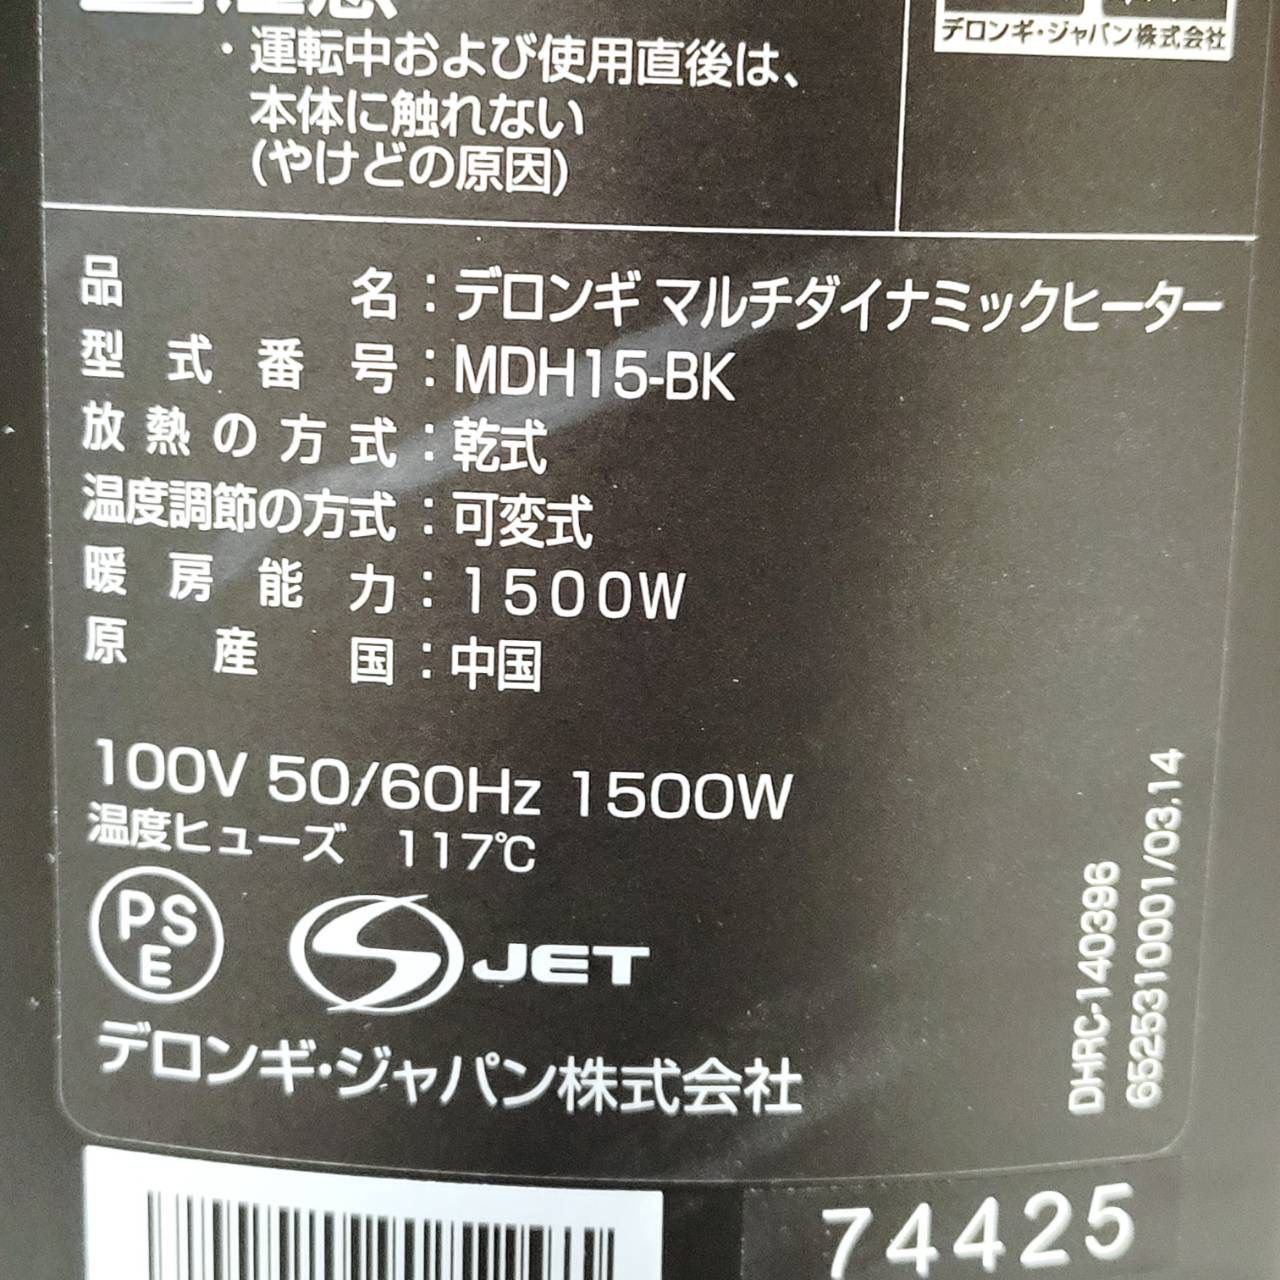 ・運転中および使用直後は、
本体に触れない
(やけどの原因)
デロンギ・ジャパン株式会社
品名：デロンギ マルチダイナミックヒーター
型式番号：MDH15-BK
放熱の方式：乾式
温度調節の方式：可変式
暖房能力：1500W
原産国：中国
100V 50/60Hz 1500W
温度ヒューズ 117℃
PSE
JET
デロンギ・ジャパン株式会社
DHRC-140396
6525310001/03.14
74425